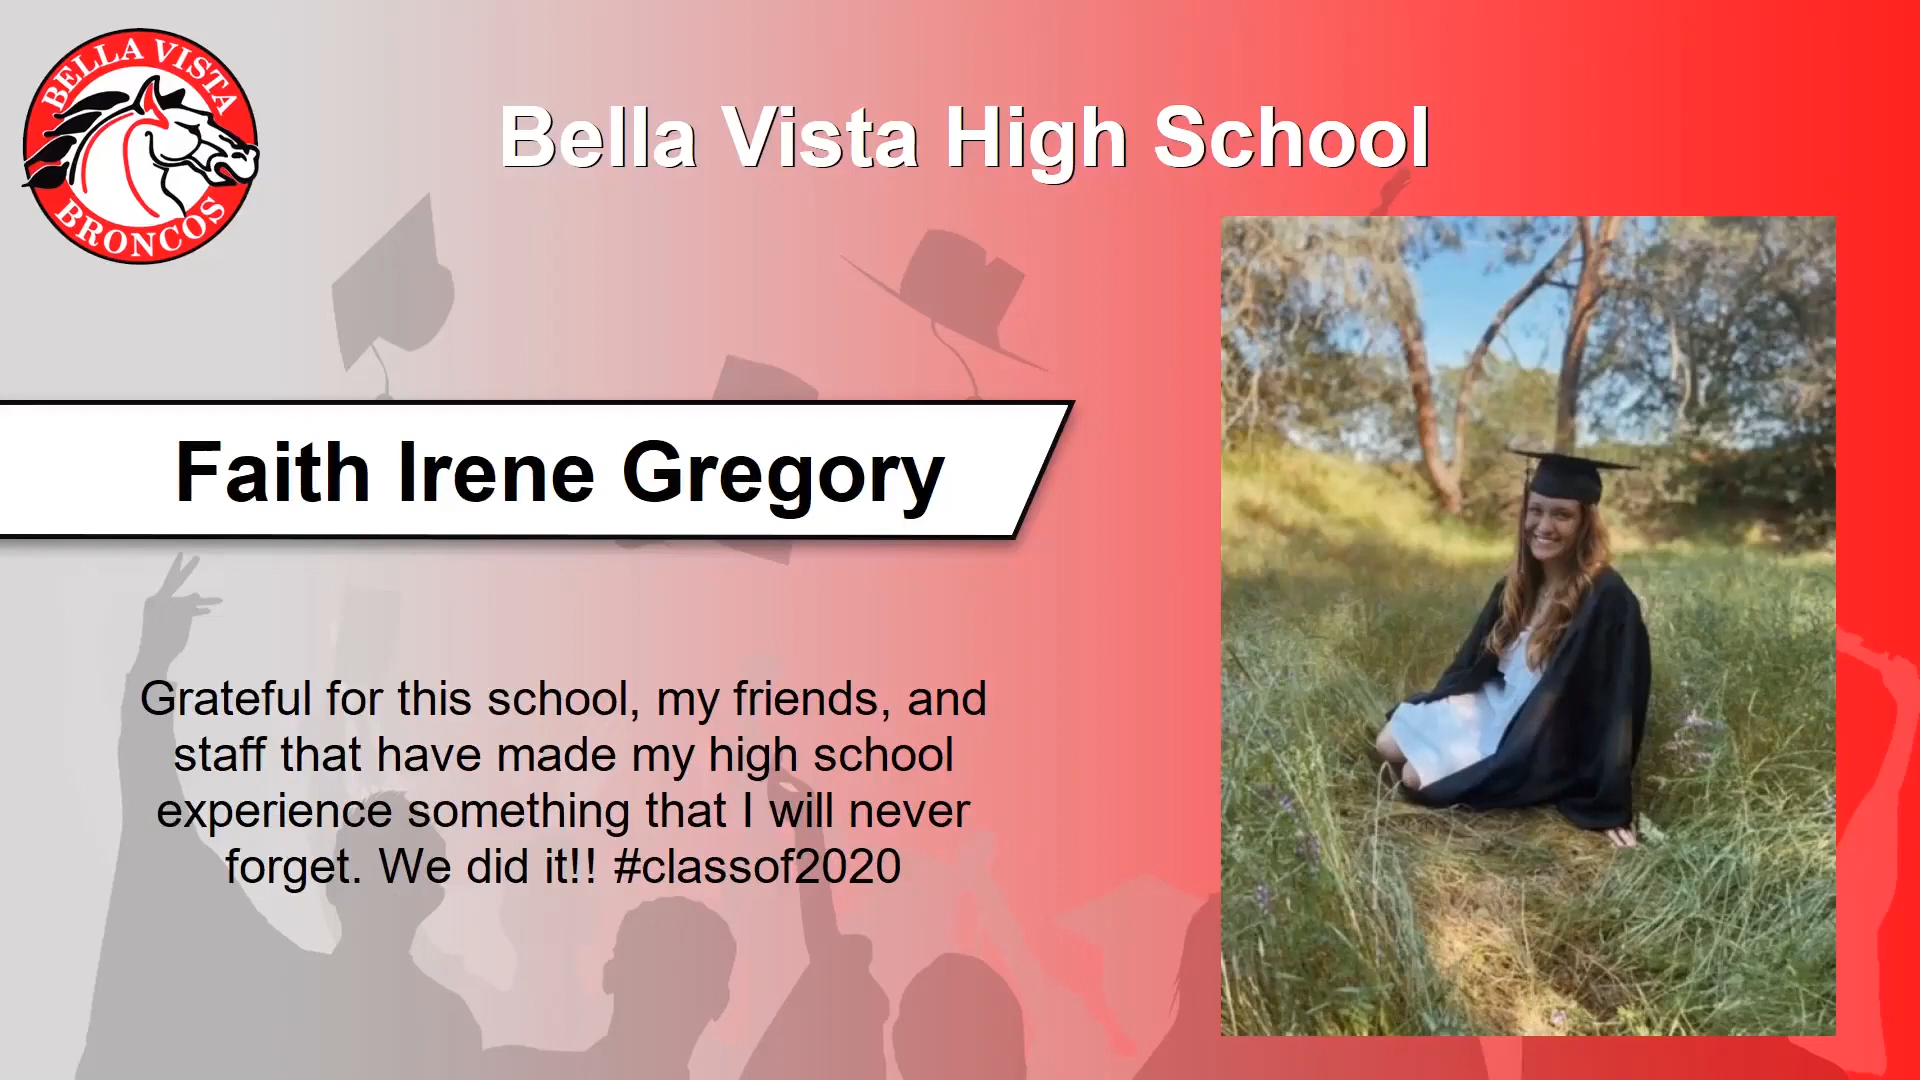 BELLA VISTA
BRONCOS
Bella Vista High School
Faith Irene Gregory
Grateful for this school, my friends, and
staff that have made my high school
experience something that I will never
forget. We did it!! #classof2020